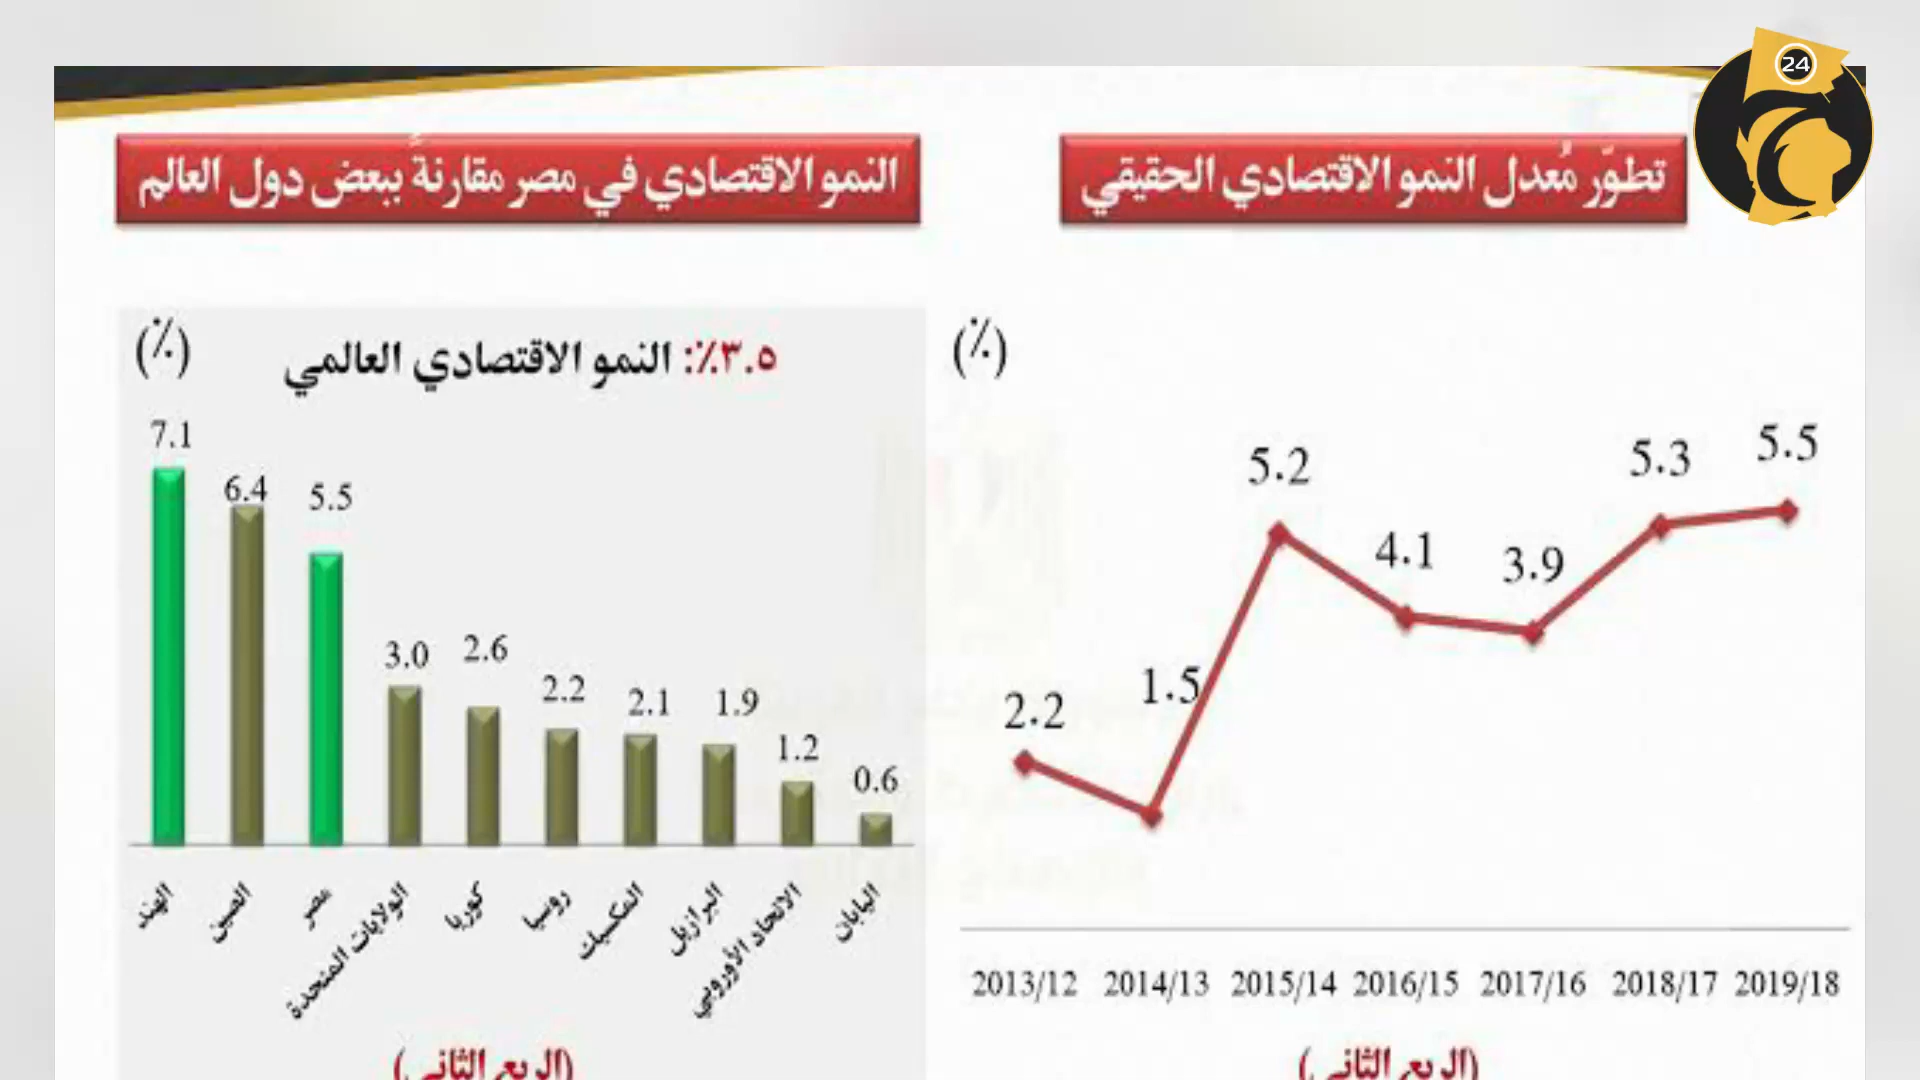 24
تطوّر مُعدل النمو الاقتصادي الحقيقي
(٪)
5.5
5.3
5.2
4.1
3.9
2.2
1.5
2013/12 2014/13 2015/14 2016/15 2017/16 2018/17 2019/18
(الربع الثاني)
النمو الاقتصادي في مصر مقارنةً ببعض دول العالم
(٪)
٣.٥٪: النمو الاقتصادي العالمي
7.1
6.4
5.5
3.0
2.6
2.2
2.1
1.9
1.2
0.6
الهند
الصين
مصر
الولايات المتحدة
كوريا
روسيا
المكسيك
البرازيل
الاتحاد الأوروبي
اليابان
(الربع الثاني)